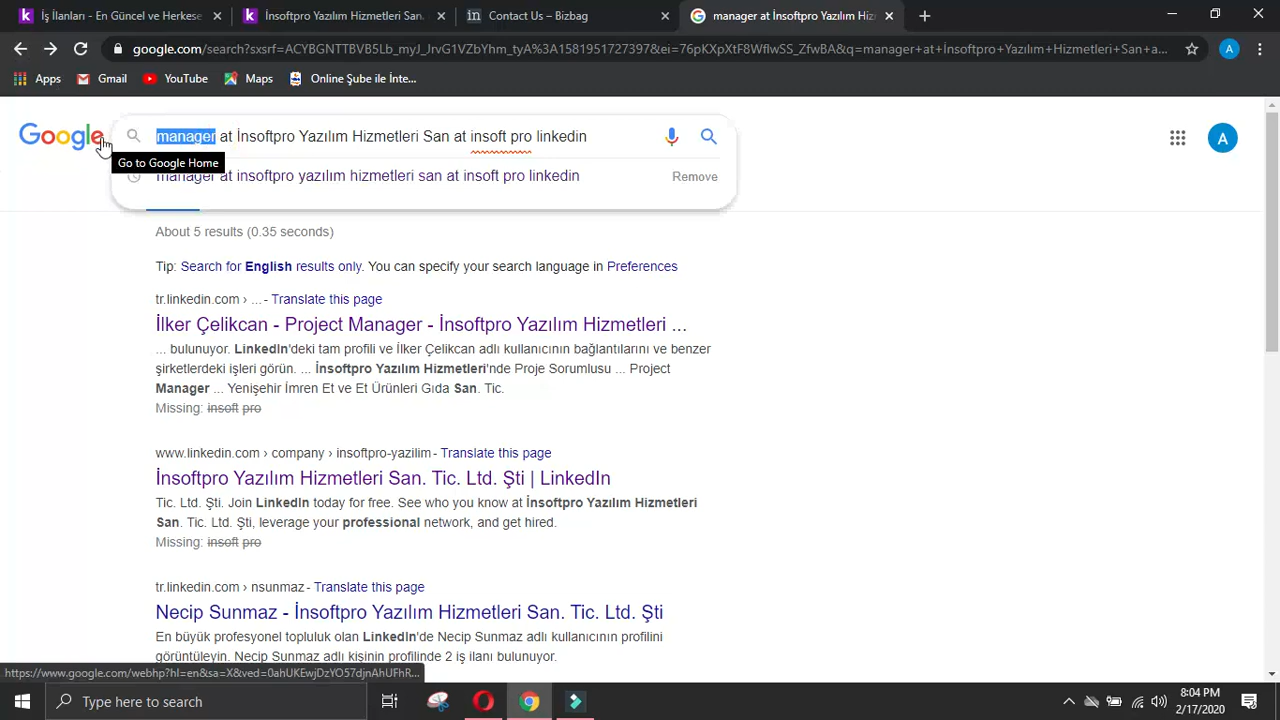 İş İlanları - En Güncel ve Herkese
İnsoftpro Yazılım Hizmetleri San.
Contact Us – Bizbag
manager at İnsoftpro Yazılım Hiz
google.com/search?sxsrf=ACYBGNTTBVB5Lb_myJ_JrvG1VZbYhm_tyA%3A1581951727397&ei=76pKXpXtF8WflwSS_ZfwBA&q=manager+at+İnsoftpro+Yazılım+Hizmetleri+San+a...
A
Apps
Gmail
YouTube
Maps
Online Şube ile İnte...
Google
manager at İnsoftpro Yazılım Hizmetleri San at insoft pro linkedin
A
Go to Google Home
manager at insoftpro yazılım hizmetleri san at insoft pro linkedin
Remove
About 5 results (0.35 seconds)
Tip: Search for English results only. You can specify your search language in Preferences
tr.linkedin.com › ... - Translate this page
İlker Çelikcan - Project Manager - İnsoftpro Yazılım Hizmetleri ...
... bulunuyor. LinkedIn'deki tam profili ve İlker Çelikcan adlı kullanıcının bağlantılarını ve benzer
şirketlerdeki işleri görün. ... İnsoftpro Yazılım Hizmetleri'nde Proje Sorumlusu ... Project
Manager ... Yenişehir İmren Et ve Et Ürünleri Gıda San. Tic.
Missing: insoft pro
www.linkedin.com › company › insoftpro-yazilim - Translate this page
İnsoftpro Yazılım Hizmetleri San. Tic. Ltd. Şti | LinkedIn
Tic. Ltd. Şti. Join LinkedIn today for free. See who you know at İnsoftpro Yazılım Hizmetleri
San. Tic. Ltd. Şti, leverage your professional network, and get hired.
Missing: insoft pro
tr.linkedin.com › nsunmaz - Translate this page
Necip Sunmaz - İnsoftpro Yazılım Hizmetleri San. Tic. Ltd. Şti
En büyük profesyonel topluluk olan LinkedIn'de Necip Sunmaz adlı kullanıcının profilini
görüntüleyin. Necip Sunmaz adlı kişinin profilinde 2 iş ilanı bulunuyor.
https://www.google.com/webhp?hl=en&sa=X&ved=0ahUKEwjDzYO57djnAhUFhR...
Type here to search
8:04 PM
2/17/2020